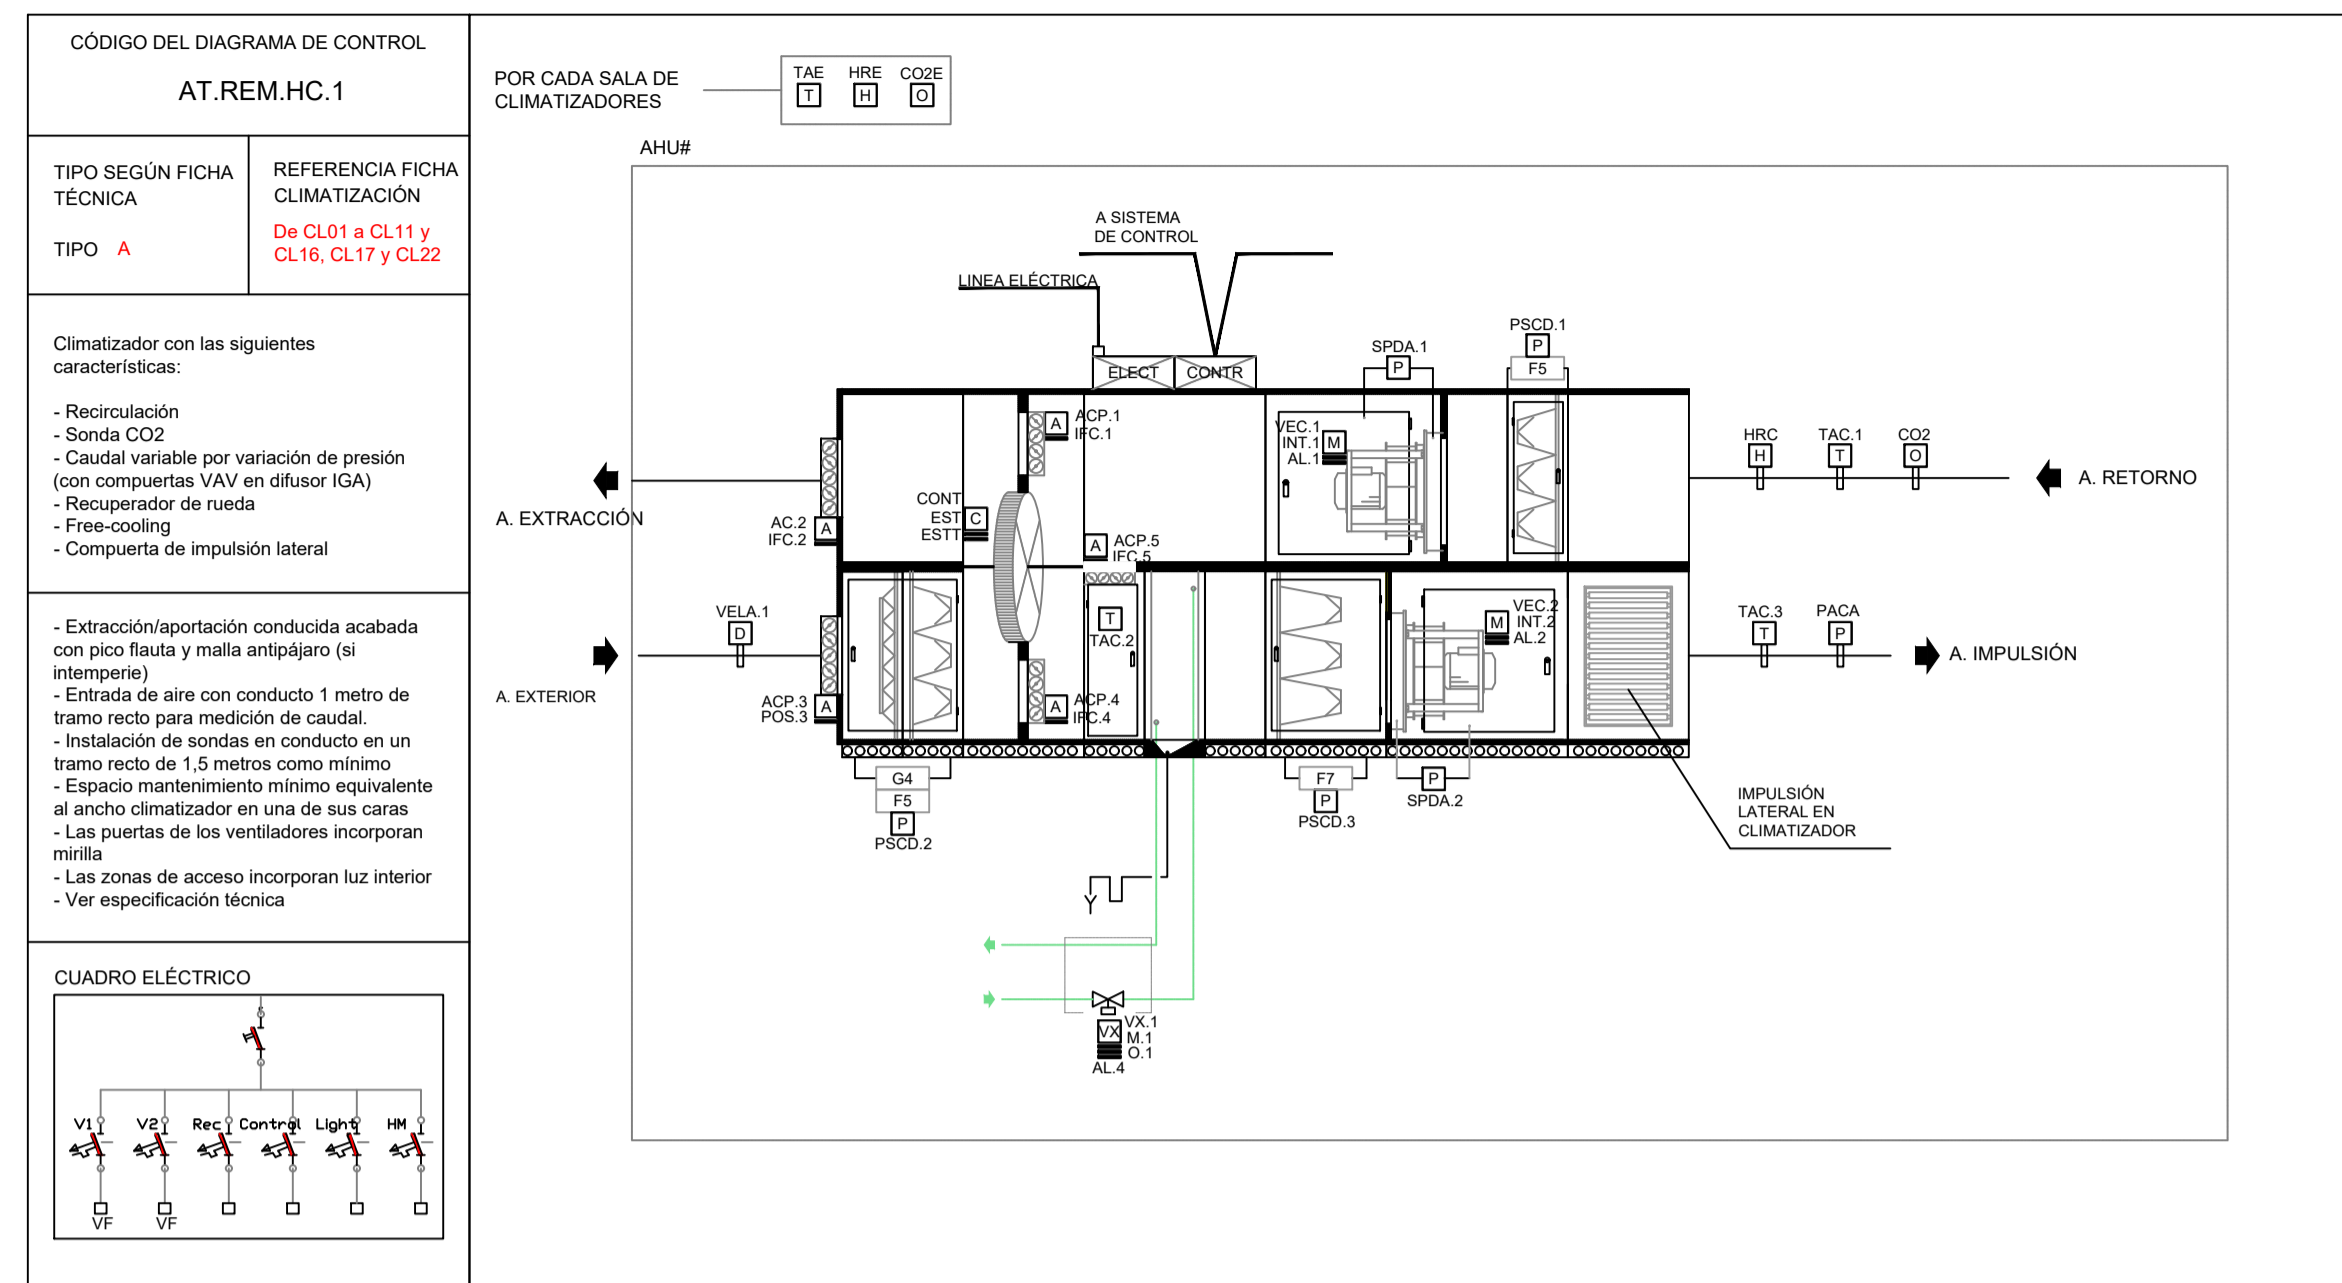 CÓDIGO DEL DIAGRAMA DE CONTROL
AT.REM.HC.1
TIPO SEGÚN FICHA
TÉCNICA
TIPO A
REFERENCIA FICHA
CLIMATIZACIÓN
De CL01 a CL11 y
CL16, CL17 y CL22
Climatizador con las siguientes
características:
- Recirculación
- Sonda CO2
- Caudal variable por variación de presión
(con compuertas VAV en difusor IGA)
- Recuperador de rueda
- Free-cooling
- Compuerta de impulsión lateral
- Extracción/aportación conducida acabada
con pico flauta y malla antipájaro (si
intemperie)
- Entrada de aire con conducto 1 metro de
tramo recto para medición de caudal.
- Instalación de sondas en conducto en un
tramo recto de 1,5 metros como mínimo
- Espacio mantenimiento mínimo equivalente
al ancho climatizador en una de sus caras
- Las puertas de los ventiladores incorporan
mirilla
- Las zonas de acceso incorporan luz interior
- Ver especificación técnica
CUADRO ELÉCTRICO
V1 V2 Rec Control Light HM
VF VF
POR CADA SALA DE
CLIMATIZADORES
TAE HRE CO2E
T H O
AHU#
A SISTEMA
DE CONTROL
LINEA ELÉCTRICA
ELECT CONTR
SPDA.1
P
PSCD.1
P
F5
ACP.1
A
IFC.1
VEC.1
INT.1
M
AL.1
HRC TAC.1 CO2
H T O
A. RETORNO
A. EXTRACCIÓN
AC.2
IFC.2
A
CONT
EST
C
ESTT
ACP.5
A
IFC.5
VELA.1
D
A. EXTERIOR
ACP.3
POS.3
A
T
TAC.2
ACP.4
A
IFC.4
VEC.2
INT.2
M
AL.2
TAC.3 PACA
T P
A. IMPULSIÓN
G4
F5
P
PSCD.2
F7
P
PSCD.3
P
SPDA.2
IMPULSIÓN
LATERAL EN
CLIMATIZADOR
VX
VX.1
M.1
O.1
AL.4